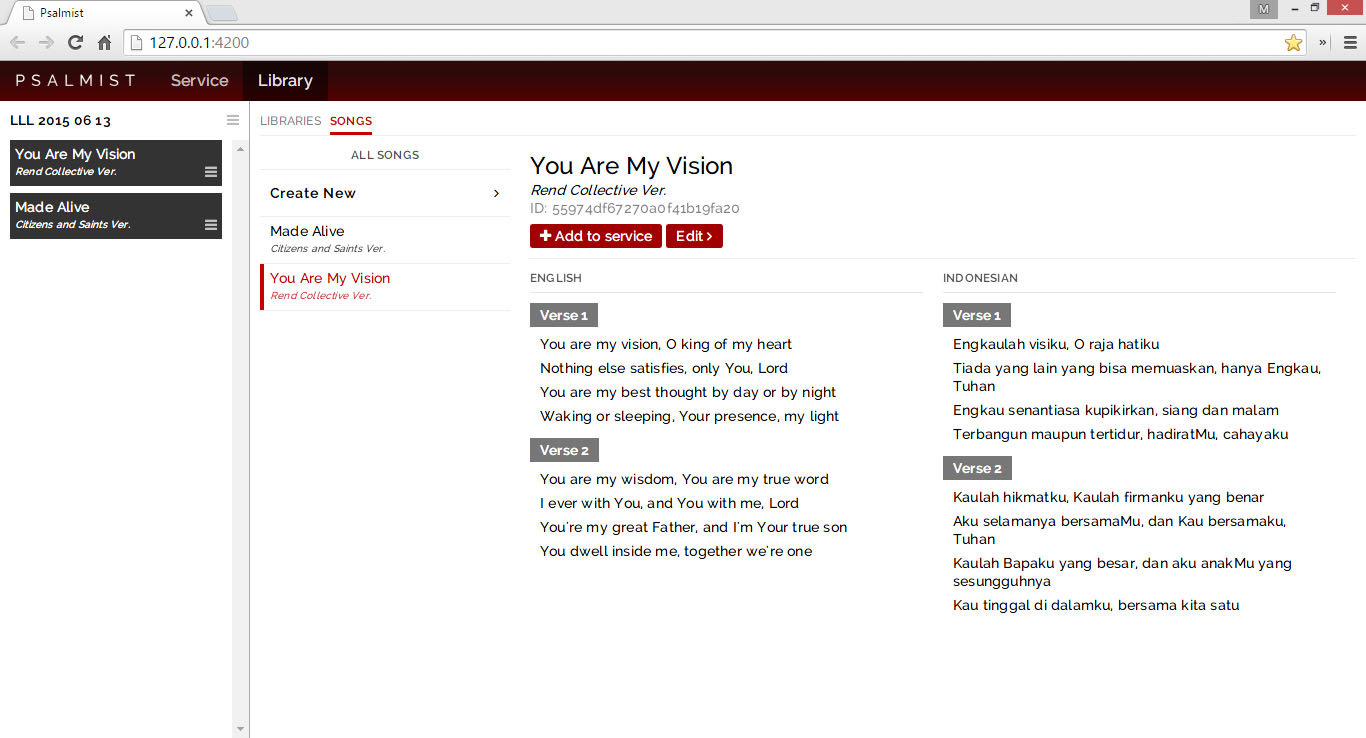 Psalmist
M
127.0.0.1:4200
»
PSALMIST
Service
Library
LLL 2015 06 13
You Are My Vision
Rend Collective Ver.
Made Alive
Citizens and Saints Ver.
LIBRARIES
SONGS
ALL SONGS
Create New
Made Alive
Citizens and Saints Ver.
You Are My Vision
Rend Collective Ver.
You Are My Vision
Rend Collective Ver.
ID: 55974df67270a0f41b19fa20
Add to service
Edit
ENGLISH
Verse 1
You are my vision, O king of my heart
Nothing else satisfies, only You, Lord
You are my best thought by day or by night
Waking or sleeping, Your presence, my light
Verse 2
You are my wisdom, You are my true word
I ever with You, and You with me, Lord
You're my great Father, and I'm Your true son
You dwell inside me, together we're one
INDONESIAN
Verse 1
Engkaulah visiku, O raja hatiku
Tiada yang lain yang bisa memuaskan, hanya Engkau,
Tuhan
Engkau senantiasa kupikirkan, siang dan malam
Terbangun maupun tertidur, hadiratMu, cahayaku
Verse 2
Kaulah hikmatku, Kaulah firmanku yang benar
Aku selamanya bersamaMu, dan Kau bersamaku,
Tuhan
Kaulah Bapaku yang besar, dan aku anakMu yang
sesungguhnya
Kau tinggal di dalamku, bersama kita satu